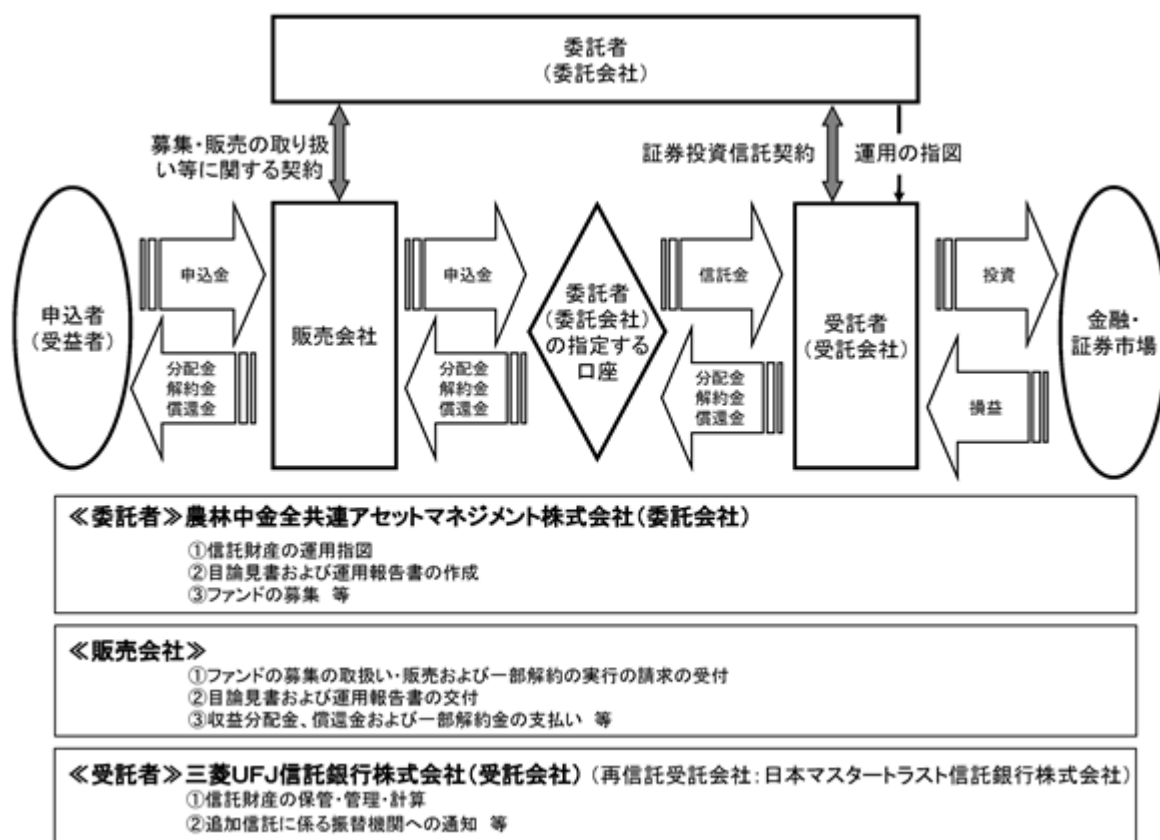 委託者
(委託会社)
募集・販売の取り扱
い等に関する契約
証券投資信託契約
運用の指図
申込者
(受益者)
申込金
分配金
解約金
償還金
販売会社
申込金
分配金
解約金
償還金
委託者
(委託会社)
の指定する
口座
信託金
分配金
解約金
償還金
受託者
(受託会社)
投資
損益
金融・
証券市場
≪委託者≫農林中金全共連アセットマネジメント株式会社(委託会社)
①信託財産の運用指図
②目論見書および運用報告書の作成
③ファンドの募集 等
≪販売会社≫
①ファンドの募集の取扱い・販売および一部解約の実行の請求の受付
②目論見書および運用報告書の交付
③収益分配金、償還金および一部解約金の支払い 等
≪受託者≫三菱UFJ信託銀行株式会社(受託会社) (再信託受託会社:日本マスタートラスト信託銀行株式会社)
①信託財産の保管・管理・計算
②追加信託に係る振替機関への通知 等